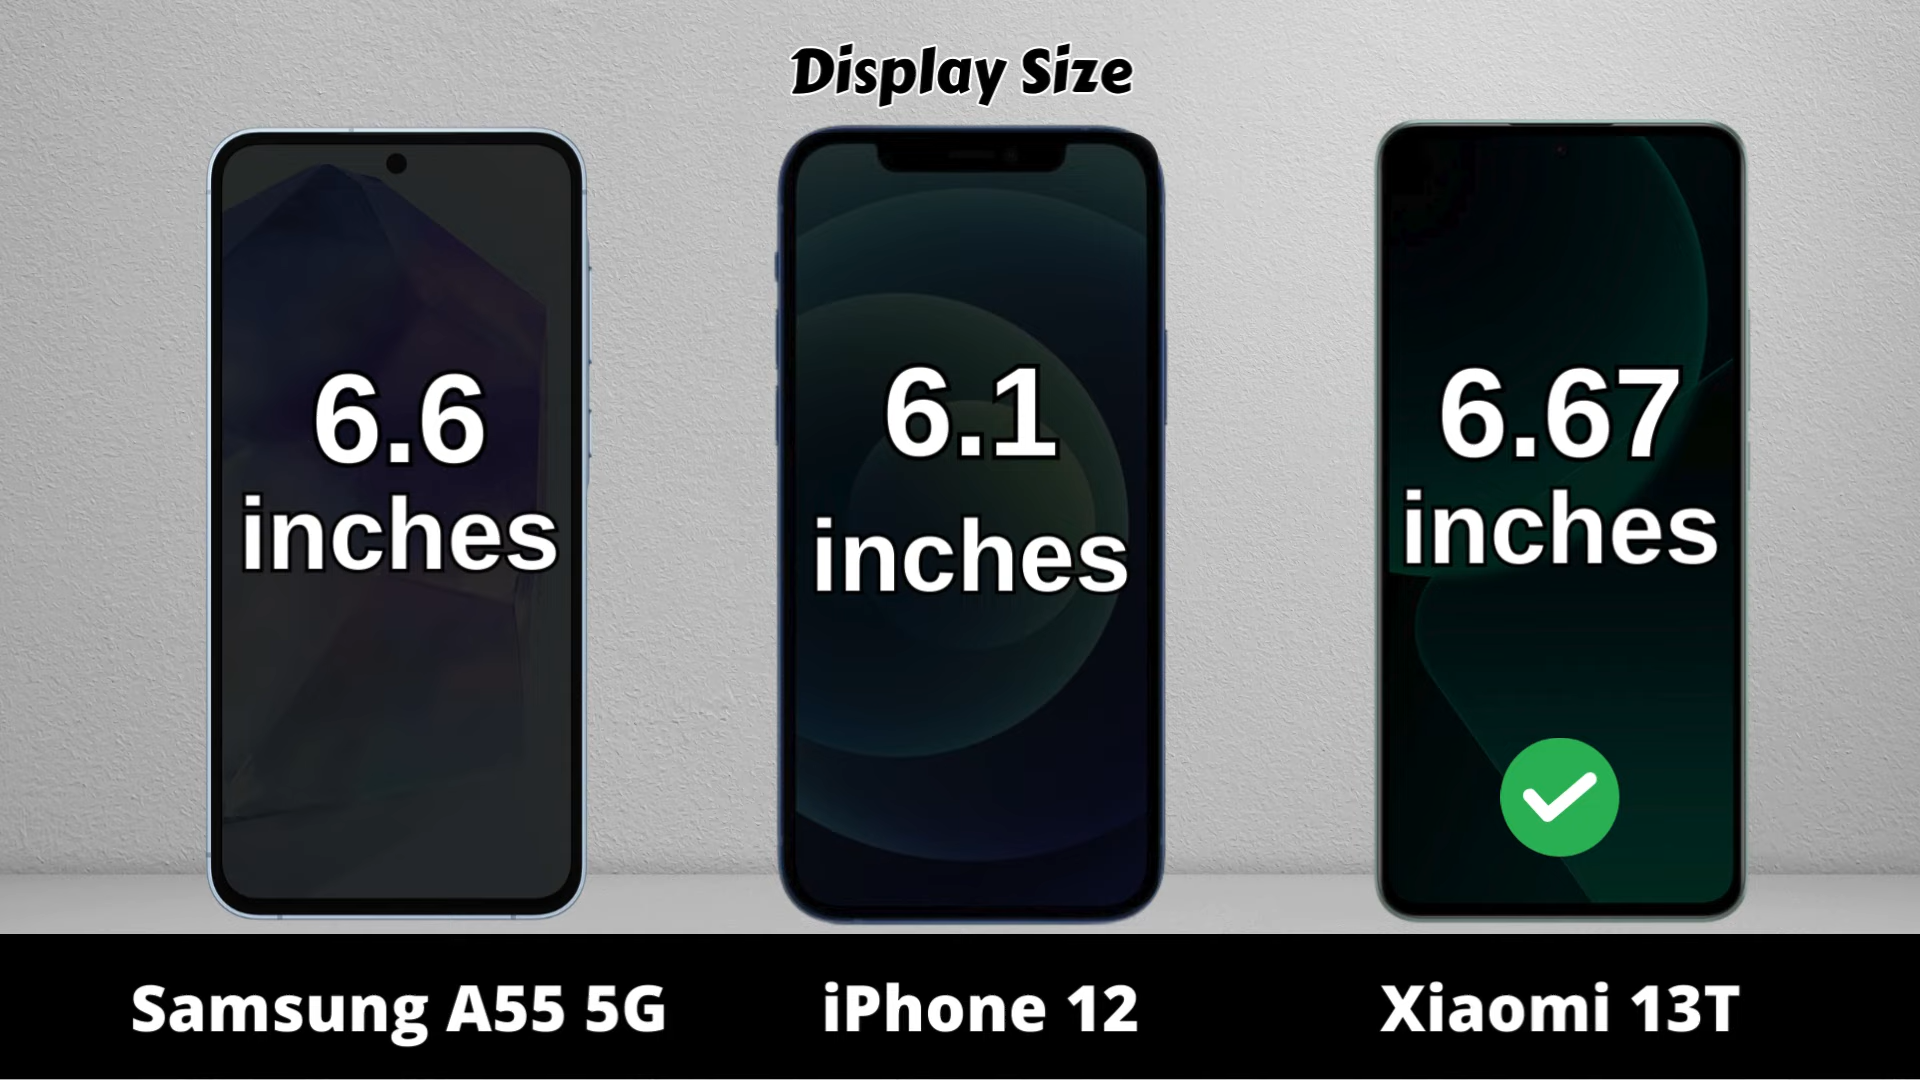 Display Size
6.6
inches
6.1
inches
6.67
inches
Samsung A55 5G
iPhone 12
Xiaomi 13T